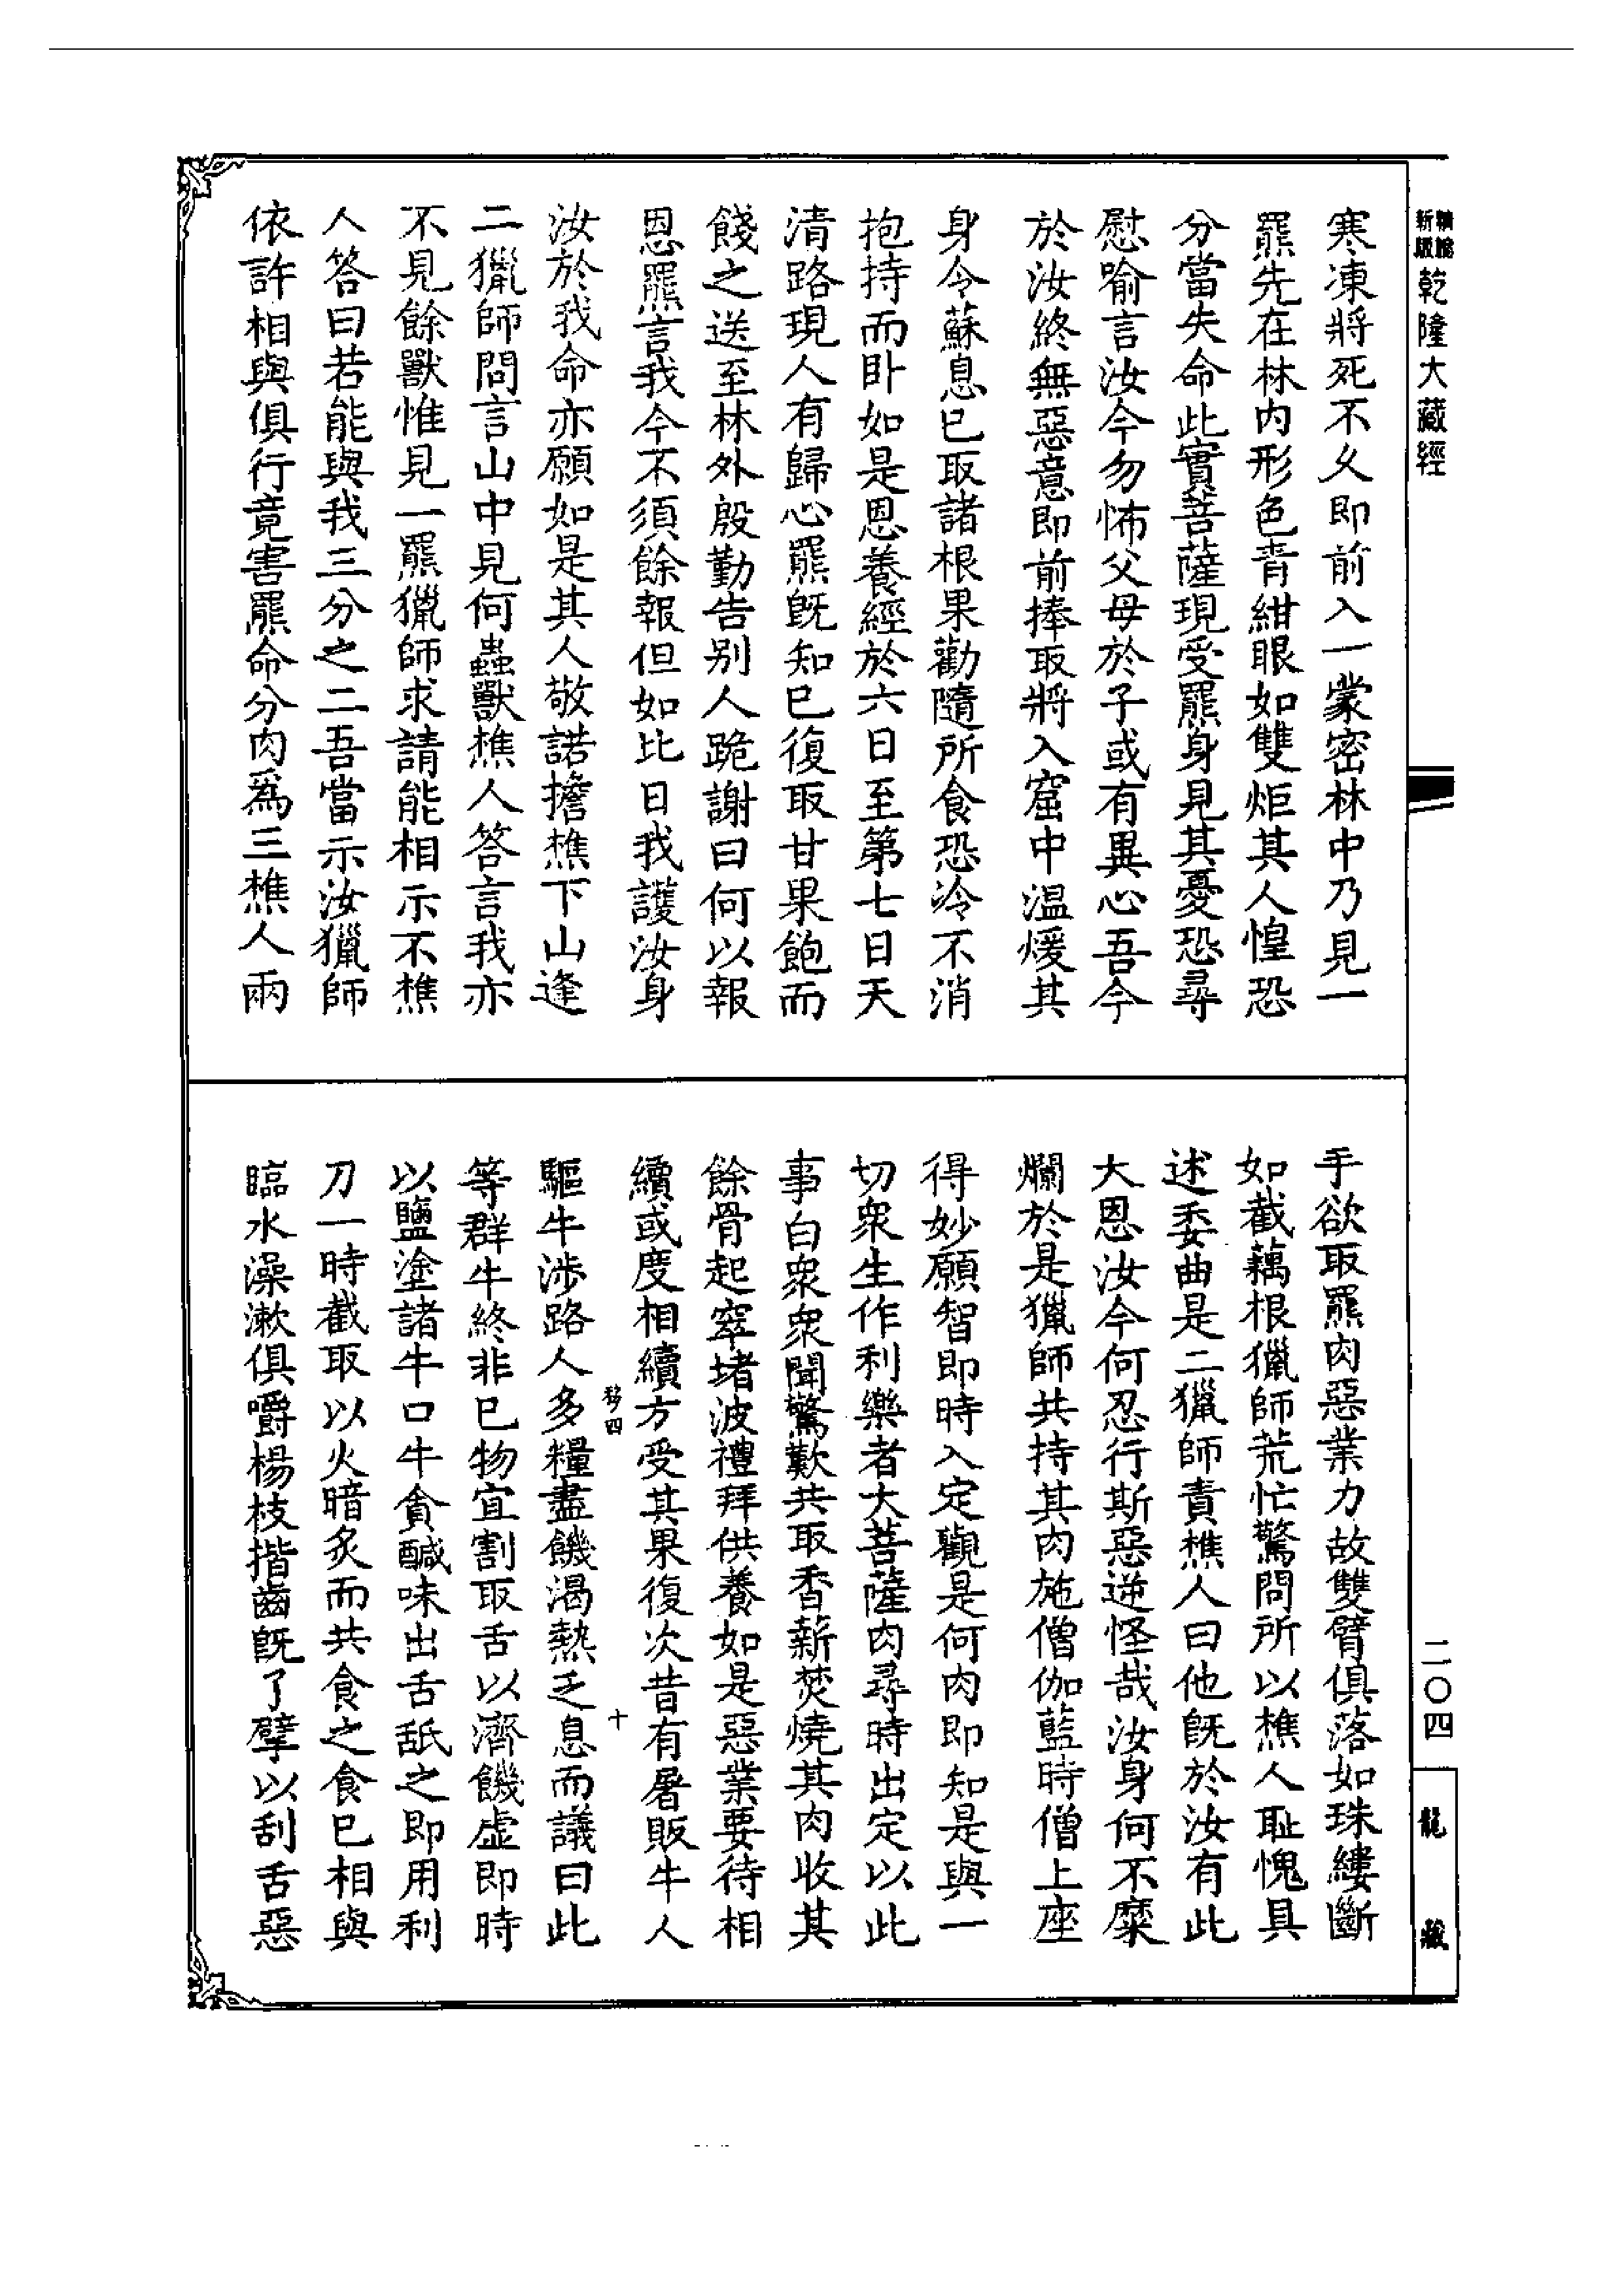 精編
新版
乾隆大藏經
寒凍將死不久即前入一蒙密林中乃見一
羆先在林内形色青紺眼如雙炬其人惶恐
分當失命此實菩薩現受羆身見其憂恐尋
慰喻言汝今勿怖父母於子或有異心吾今
於汝終無惡意即前捧取將入窟中温煖其
身令蘇息已取諸根果勸隨所食恐冷不消
抱持而卧如是恩養經於六日至第七日天
清路現人有歸心羆旣知已復取甘果飽而
餞之送至林外殷勤告别人跪謝曰何以報
恩羆言我今不須餘報但如比日我護汝身
汝於我命亦願如是其人敬諾擔樵下山逢
二獵師問言山中見何蟲獸樵人答言我亦
不見餘獸惟見一羆獵師求請能相示不樵
人答曰若能與我三分之二吾當示汝獵師
依許相與俱行竟害羆命分肉爲三樵人兩
手欲取羆肉惡業力故雙臂俱落如珠縷斷
如截藕根獵師荒忙驚問所以樵人耻愧具
述委曲是二獵師責樵人曰他旣於汝有此
大恩汝今何忍行斯惡逆怪哉汝身何不糜
爛於是獵師共持其肉施僧伽藍時僧上座
得妙願智即時入定觀是何肉即知是與一
切衆生作利樂者大菩薩肉尋時出定以此
事白衆衆聞驚歎共取香薪焚燒其肉收其
餘骨起窣堵波禮拜供養如是惡業要待相
續或度相續方受其果復次昔有屠販牛人
移四
十
驅牛涉路人多糧盡饑渴熱乏息而議曰此
等群牛終非已物宜割取舌以濟饑虛即時
以鹽塗諸牛口牛貪醎味出舌舐之即用利
刀一時截取以火暗炙而共食之食已相與
臨水澡漱俱嚼楊枝揩齒旣了擘以刮舌惡
二〇四
龍藏